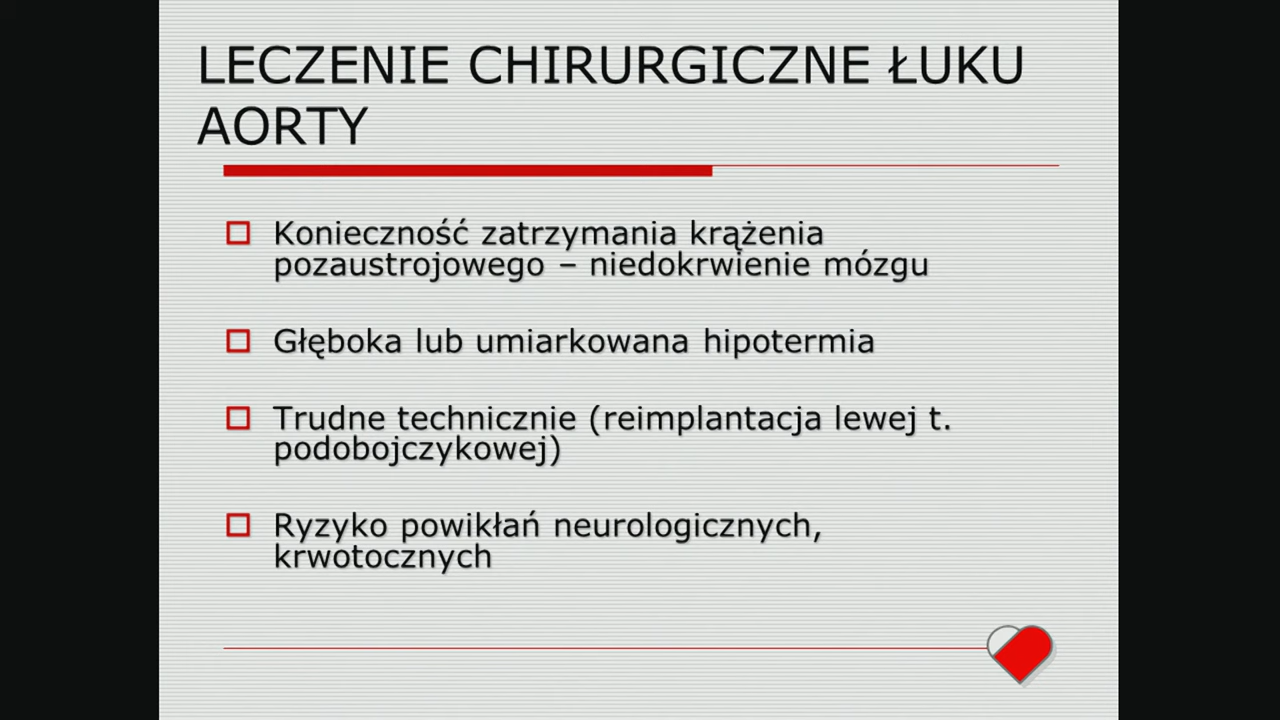 LECZENIE CHIRURGICZNE ŁUKU
AORTY
Konieczność zatrzymania krążenia
pozaustrojowego – niedokrwienie mózgu
Głęboka lub umiarkowana hipotermia
Trudne technicznie (reimplantacja lewej t.
podobojczykowej)
Ryzyko powikłań neurologicznych,
krwotocznych